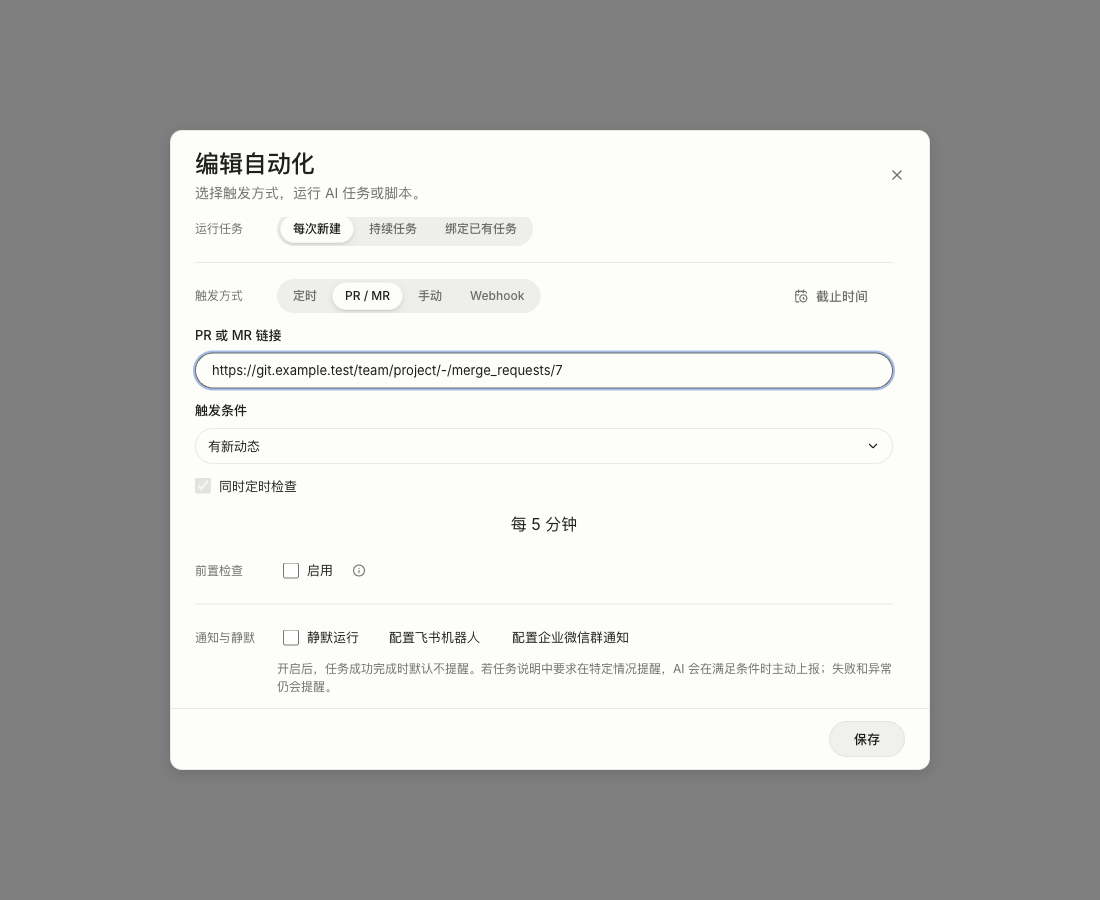 编辑自动化
选择触发方式，运行 AI 任务或脚本。
运行任务 每次新建 持续任务 绑定已有任务
触发方式 定时 PR / MR 手动 Webhook 截止时间
PR 或 MR 链接
https://git.example.test/team/project/-/merge_requests/7
触发条件
有新动态
同时定时检查
每 5 分钟
前置检查 启用
通知与静默 静默运行 配置飞书机器人 配置企业微信群通知
开启后，任务成功完成时默认不提醒。若任务说明中要求在特定情况提醒，AI 会在满足条件时主动上报；失败和异常
仍会提醒。
保存